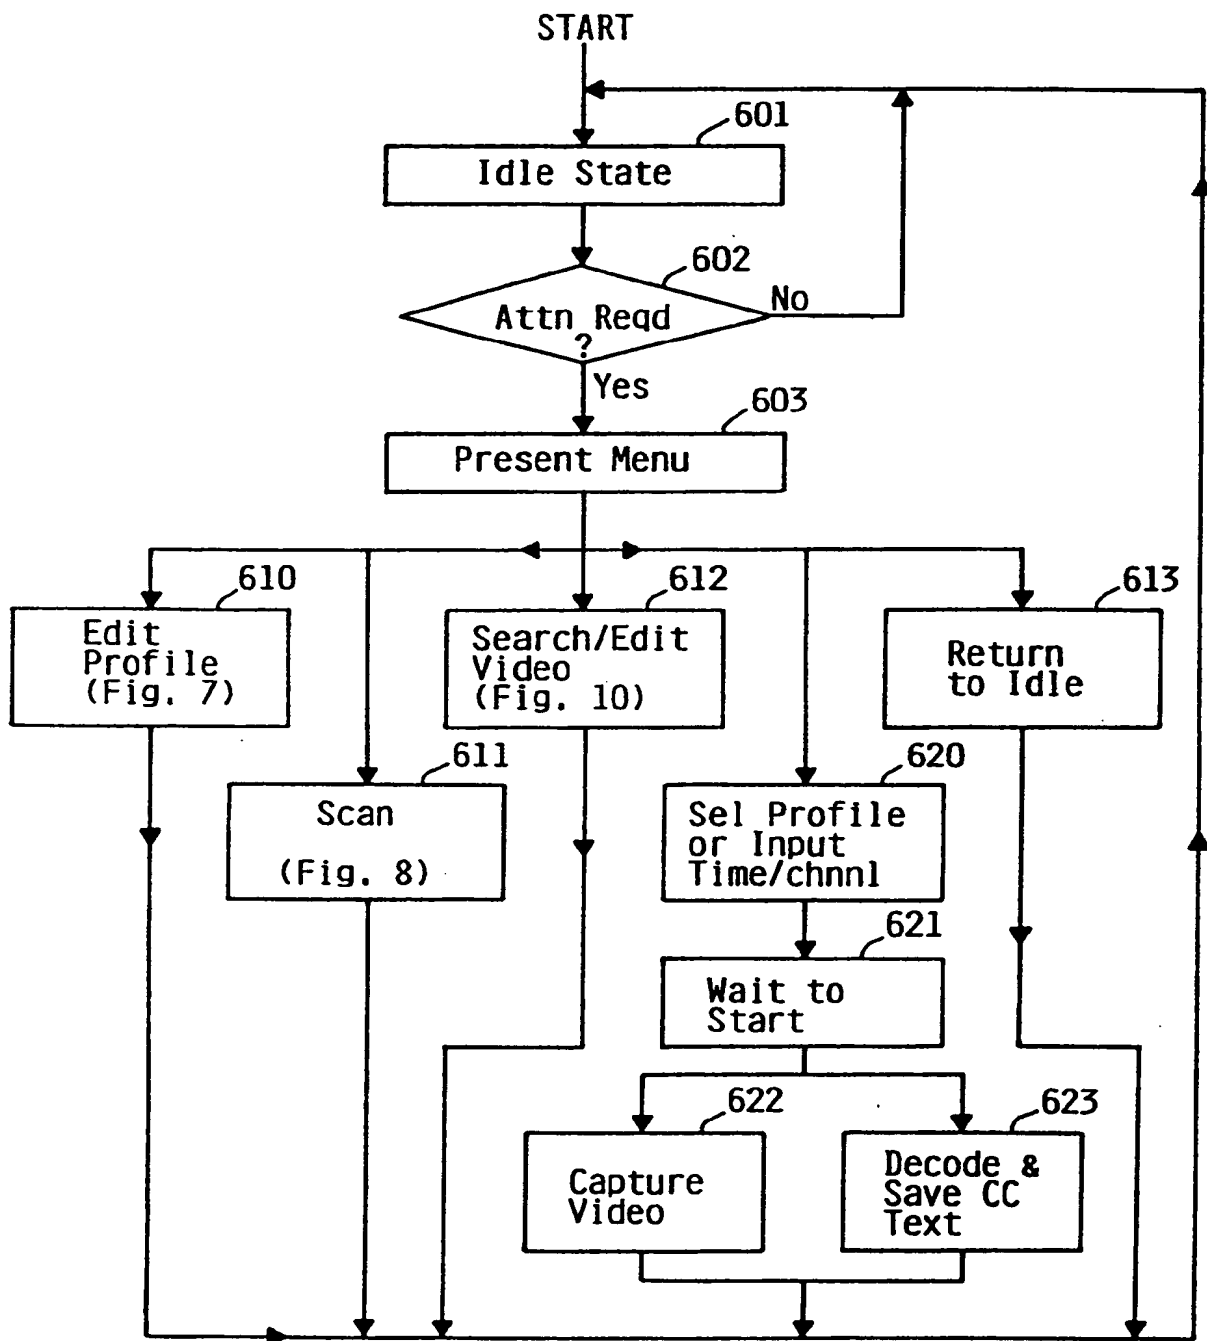 START
601
Idle State
602
Attn Reqd
?
No
Yes
603
Present Menu
610
Edit
Profile
(Fig. 7)
612
Search/Edit
Video
(Fig. 10)
613
Return
to Idle
611
Scan
(Fig. 8)
620
Sel Profile
or Input
Time/chnnl
621
Wait to
Start
622
Capture
Video
623
Decode &
Save CC
Text